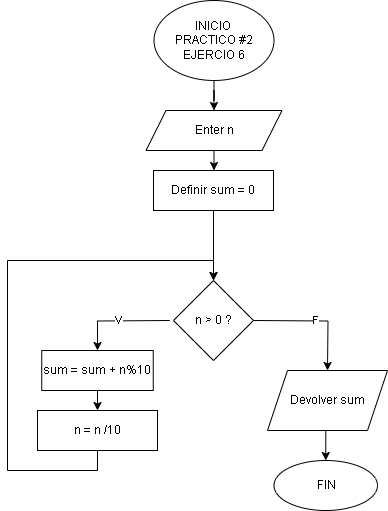 INICIO
PRACTICO #2
EJERCIO 6
Enter n
Definir sum = 0
n > 0 ?
V
F
sum = sum + n%10
n = n /10
Devolver sum
FIN